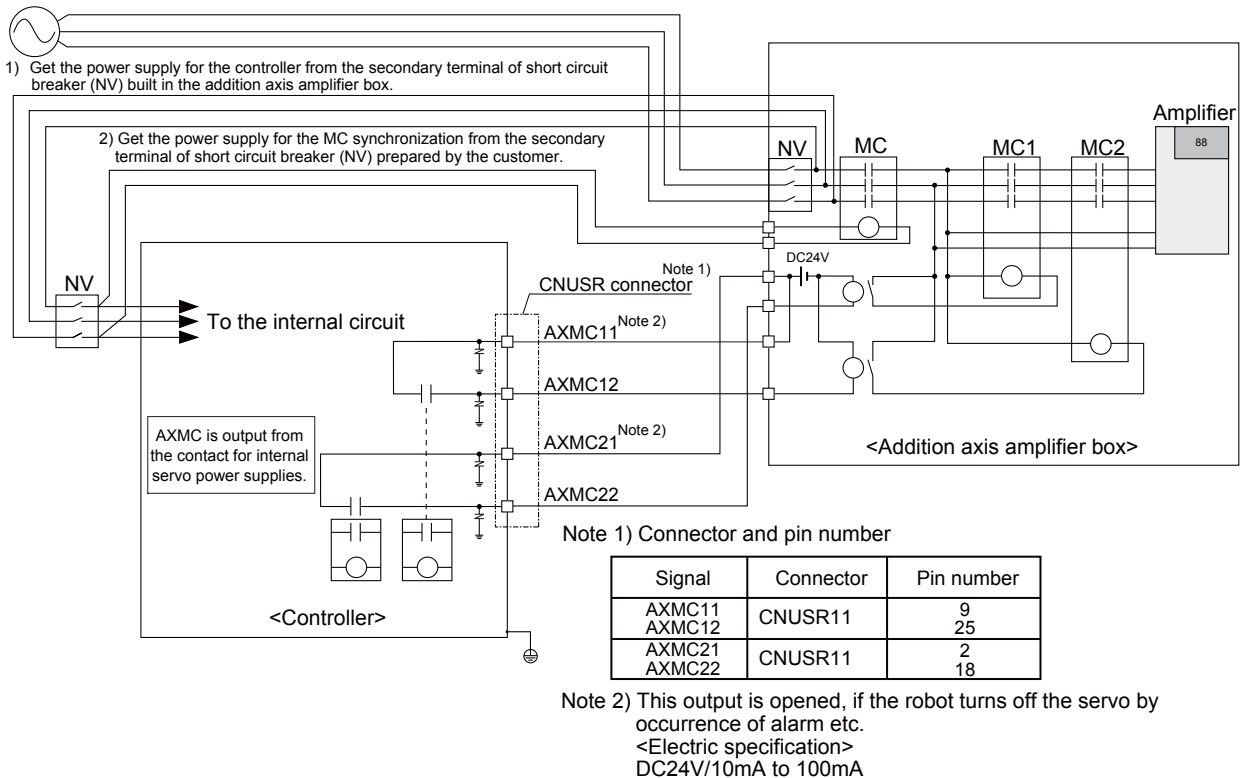 1) Get the power supply for the controller from the secondary terminal of short circuit
breaker (NV) built in the addition axis amplifier box.
2) Get the power supply for the MC synchronization from the secondary
terminal of short circuit breaker (NV) prepared by the customer.
Amplifier
88
NV
MC
MC1
MC2
DC24V
NV
To the internal circuit
CNUSR connector Note 1)
AXMC11 Note 2)
AXMC12
AXMC21 Note 2)
AXMC22
AXMC is output from
the contact for internal
servo power supplies.
<Controller>
<Addition axis amplifier box>
Note 1) Connector and pin number
Signal Connector Pin number
AXMC11 CNUSR11 9
AXMC12 25
AXMC21 CNUSR11 2
AXMC22 18
Note 2) This output is opened, if the robot turns off the servo by
occurrence of alarm etc.
<Electric specification>
DC24V/10mA to 100mA